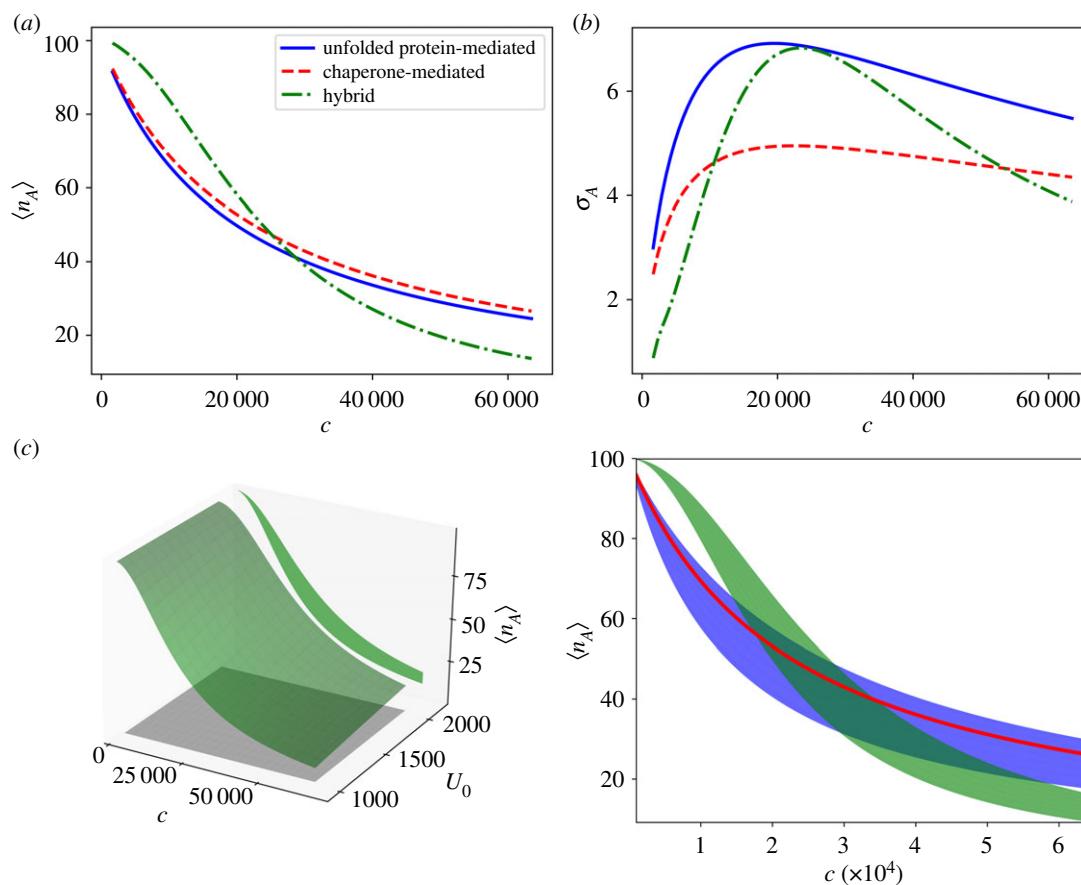 (a)
100
80
60
40
20
⟨n_A⟩
unfolded protein-mediated
chaperone-mediated
hybrid
0 20 000 40 000 60 000
c
(b)
6
4
2
σ_A
0 20 000 40 000 60 000
c
(c)
75
50
25
⟨n_A⟩
0 25 000 50 000
c
1000 1500 2000
U_0
100
80
60
40
20
⟨n_A⟩
1 2 3 4 5 6
c (×10^4)